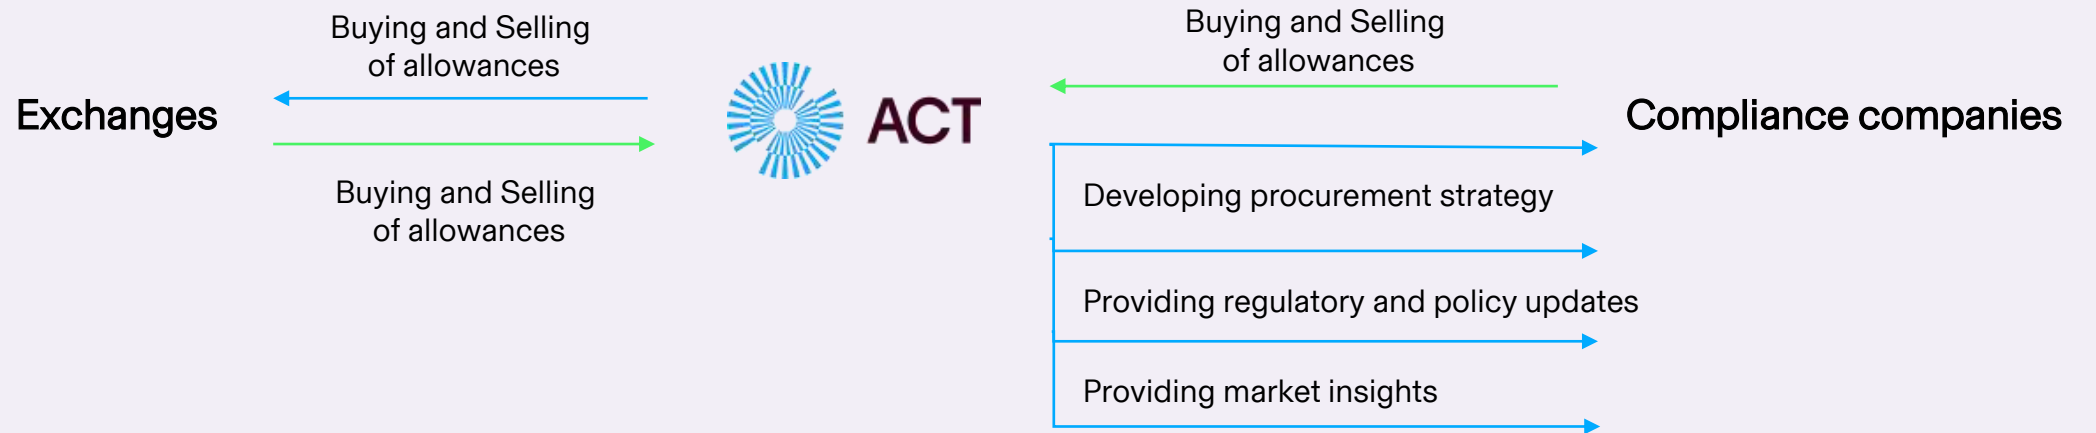 Buying and Selling
of allowances
Buying and Selling
of allowances
Exchanges
ACT
Compliance companies
Buying and Selling
of allowances
Developing procurement strategy
Providing regulatory and policy updates
Providing market insights